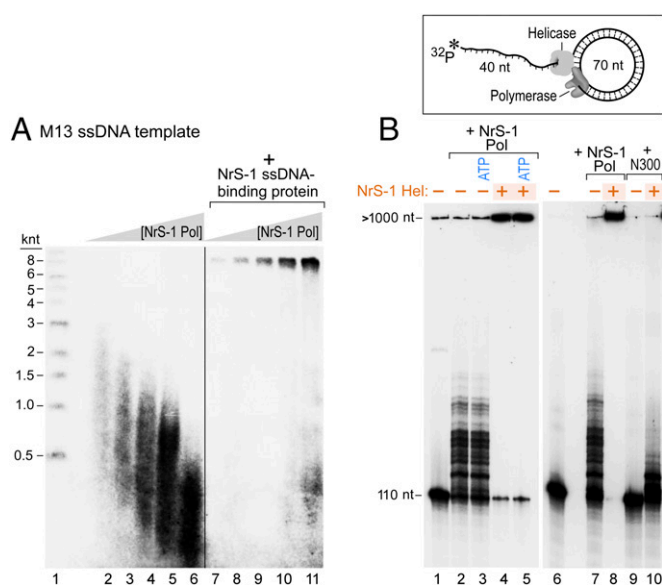 Helicase
32P
*
40 nt
70 nt
Polymerase
A M13 ssDNA template
+
NrS-1 ssDNA-
binding protein
[NrS-1 Pol]
[NrS-1 Pol]
knt
8
6
5
4
3
2
1.5
1.0
0.5
1 2 3 4 5 6 7 8 9 10 11
B
+ NrS-1
Pol
ATP
ATP
+ NrS-1
Pol
+
N300
NrS-1 Hel: − − − + + − − + − +
>1000 nt
110 nt
1 2 3 4 5 6 7 8 9 10